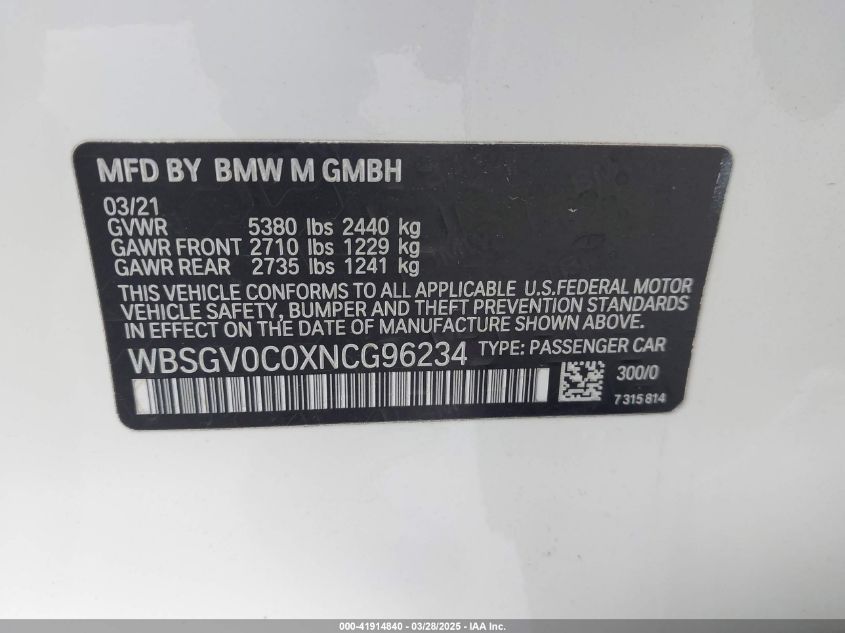 MFD BY BMW M GMBH
03/21
GVWR 5380 lbs 2440 kg
GAWR FRONT 2710 lbs 1229 kg
GAWR REAR 2735 lbs 1241 kg
THIS VEHICLE CONFORMS TO ALL APPLICABLE U.S.FEDERAL MOTOR
VEHICLE SAFETY, BUMPER AND THEFT PREVENTION STANDARDS
IN EFFECT ON THE DATE OF MANUFACTURE SHOWN ABOVE.
WBSGV0C0XNCG96234 TYPE: PASSENGER CAR
300/0
7 315 814
000-41914840 - 03/28/2025 - IAA Inc.